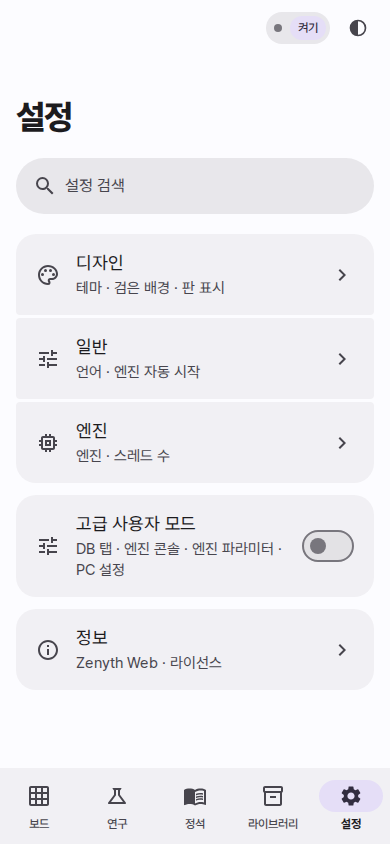 켜기
설정
설정 검색
디자인
테마 · 검은 배경 · 판 표시
일반
언어 · 엔진 자동 시작
엔진
엔진 · 스레드 수
고급 사용자 모드
DB 탭 · 엔진 콘솔 · 엔진 파라미터 ·
PC 설정
정보
Zenyth Web · 라이선스
보드 연구 정석 라이브러리 설정